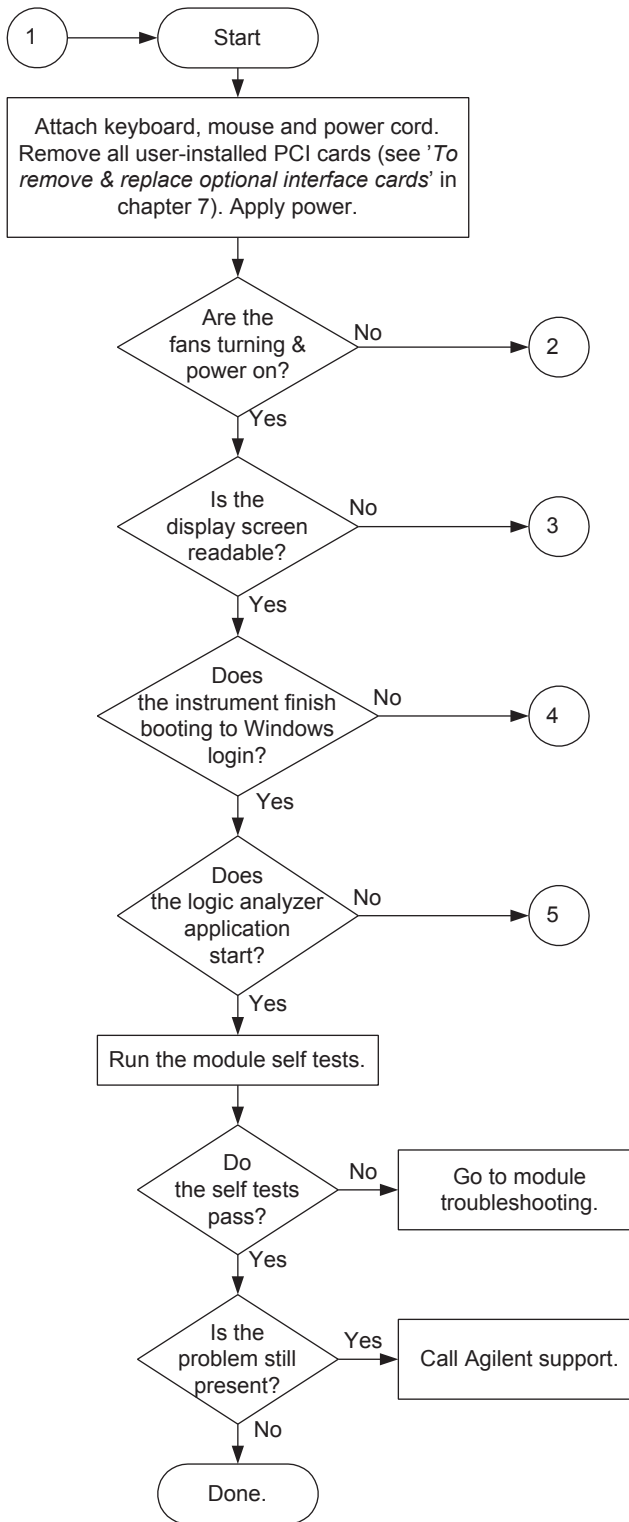 1
Start
Attach keyboard, mouse and power cord.
Remove all user-installed PCI cards (see 'To
remove & replace optional interface cards' in
chapter 7). Apply power.
Are the
fans turning &
power on?
No
2
Yes
Is the
display screen
readable?
No
3
Yes
Does
the instrument finish
booting to Windows
login?
No
4
Yes
Does
the logic analyzer
application
start?
No
5
Yes
Run the module self tests.
Do
the self tests
pass?
No
Go to module
troubleshooting.
Yes
Is the
problem still
present?
Yes
Call Agilent support.
No
Done.